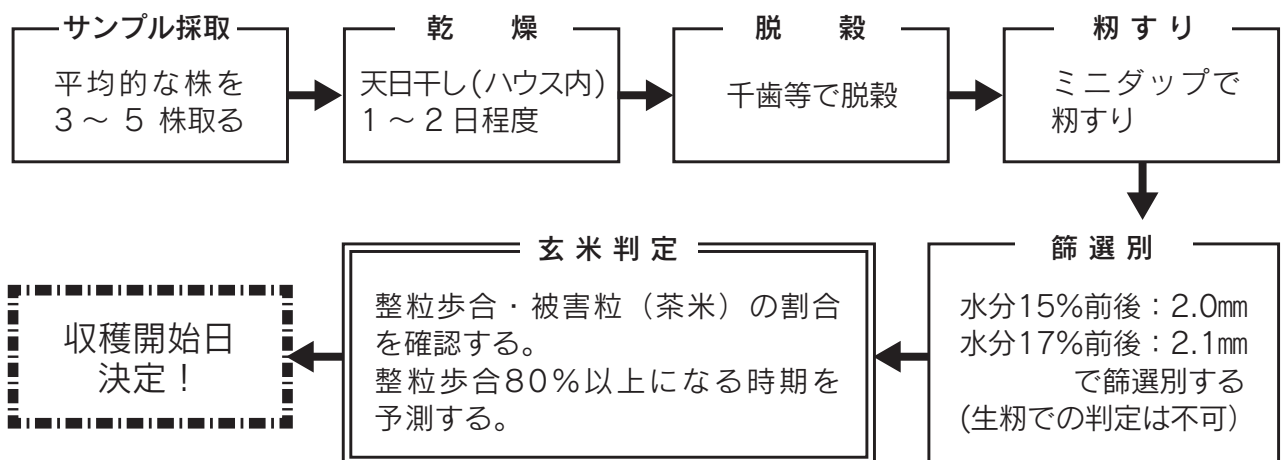 サンプル採取
平均的な株を
3～5株取る
乾燥
天日干し(ハウス内)
1～2日程度
脱穀
千歯等で脱穀
籾すり
ミニダップで
籾すり
篩選別
水分15%前後：2.0mm
水分17%前後：2.1mm
で篩選別する
(生籾での判定は不可)
玄米判定
整粒歩合・被害粒（茶米）の割合
を確認する。
整粒歩合80%以上になる時期を
予測する。
収穫開始日
決定！